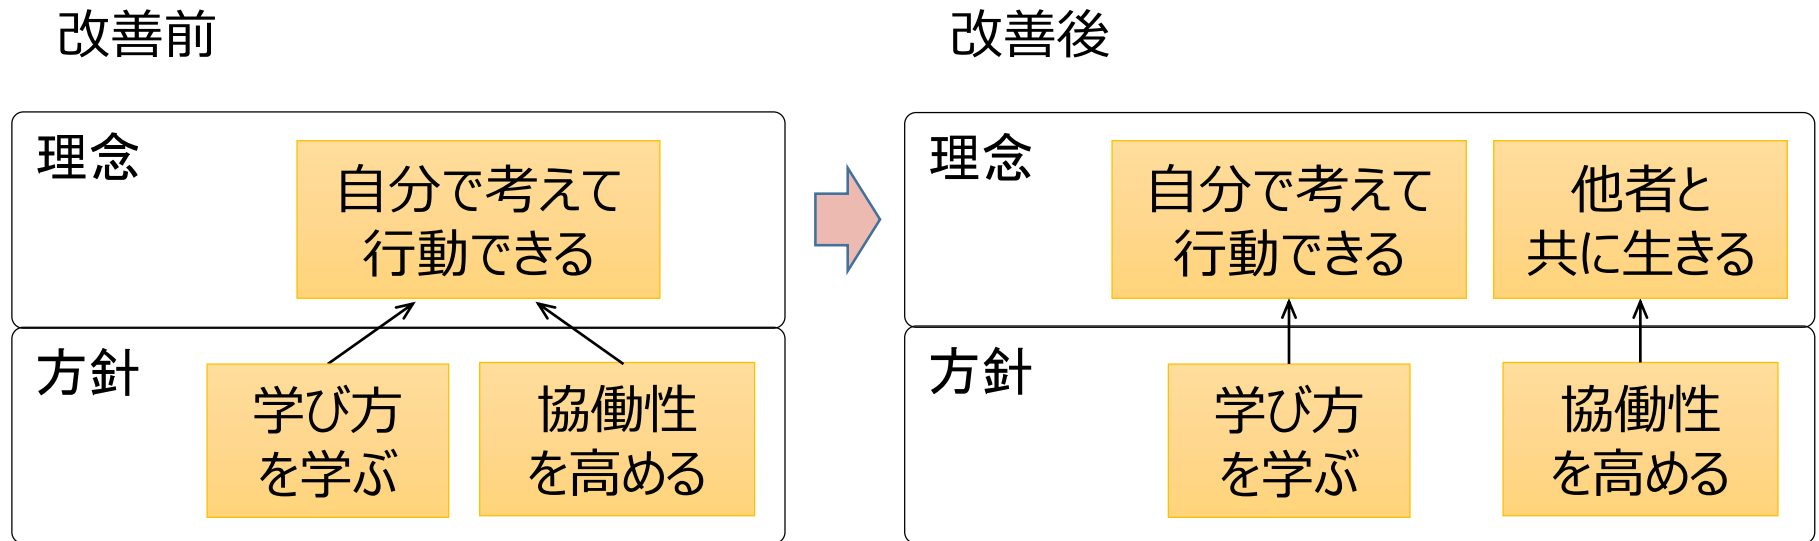 改善前
理念
自分で考えて
行動できる
方針
学び方
を学ぶ
協働性
を高める
改善後
理念
自分で考えて
行動できる
他者と
共に生きる
方針
学び方
を学ぶ
協働性
を高める